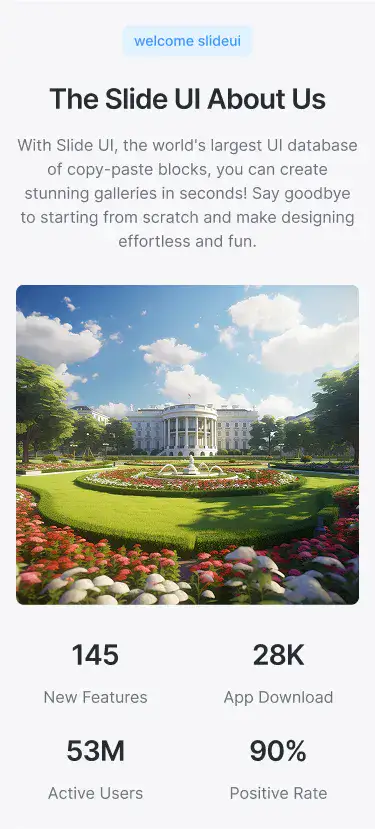 welcome slideui
The Slide UI About Us
With Slide UI, the world's largest UI database
of copy-paste blocks, you can create
stunning galleries in seconds! Say goodbye
to starting from scratch and make designing
effortless and fun.
145
28K
New Features
App Download
53M
90%
Active Users
Positive Rate